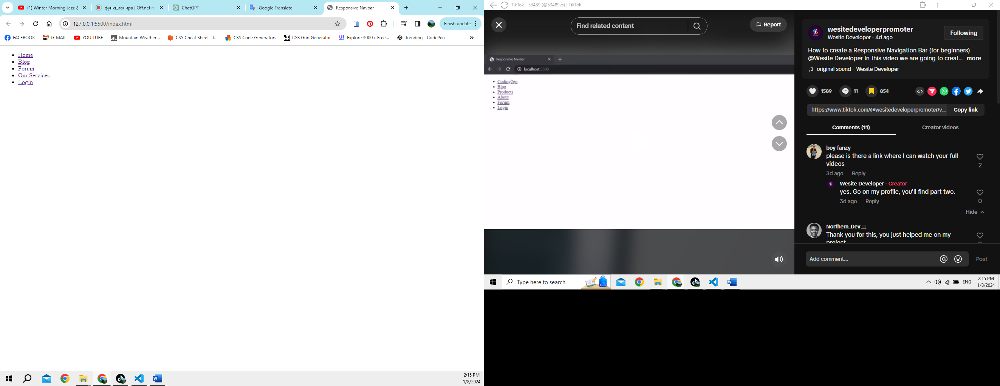 (1) Winter Morning Jazz
функционира | Off.net.m
ChatGPT
Google Translate
Responsive Navbar
127.0.0.1:5500/index.html
Finish update
FACEBOOK
G-MAIL
YOU TUBE
Mountain Weather...
CSS Cheat Sheet - I...
CSS Code Generators
CSS Grid Generator
Explore 3000+ Free...
Trending - CodePen
Home
Blog
Forum
Our Services
LogIn
2:15 PM
1/8/2024
TikTok - 53489 (@53489vs) | TikTok
Find related content
Report
Responsive Navbar
localhost:5500
Coding2go
Blog
Products
About
Forum
Login
wesitedeveloperpromoter
Wesite Developer · 4d ago
Following
How to create a Responsive Navigation Bar (for beginners)
@Wesite Developer In this video we are going to creat... more
original sound - Wesite Developer
1589
11
854
https://www.tiktok.com/@wesitedeveloperpromoter/v...
Copy link
Comments (11)
Creator videos
boy fanzy
please is there a link where I can watch your full
videos
2
3d ago Reply
Wesite Developer · Creator
yes. Go on my profile, you'll find part two.
0
3d ago Reply
Hide
Northern_Dev
Thank you for this, you just helped me on my
project
Add comment...
Post
Type here to search
ENG
2:15 PM
1/8/2024